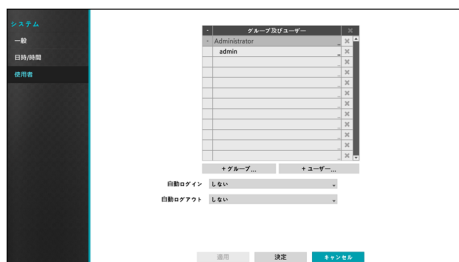 システム
一般
日時/時間
使用者
グループ及びユーザー
Administrator
admin
+ グループ...
+ ユーザー...
自動ログイン しない
自動ログアウト しない
適用 決定 キャンセル